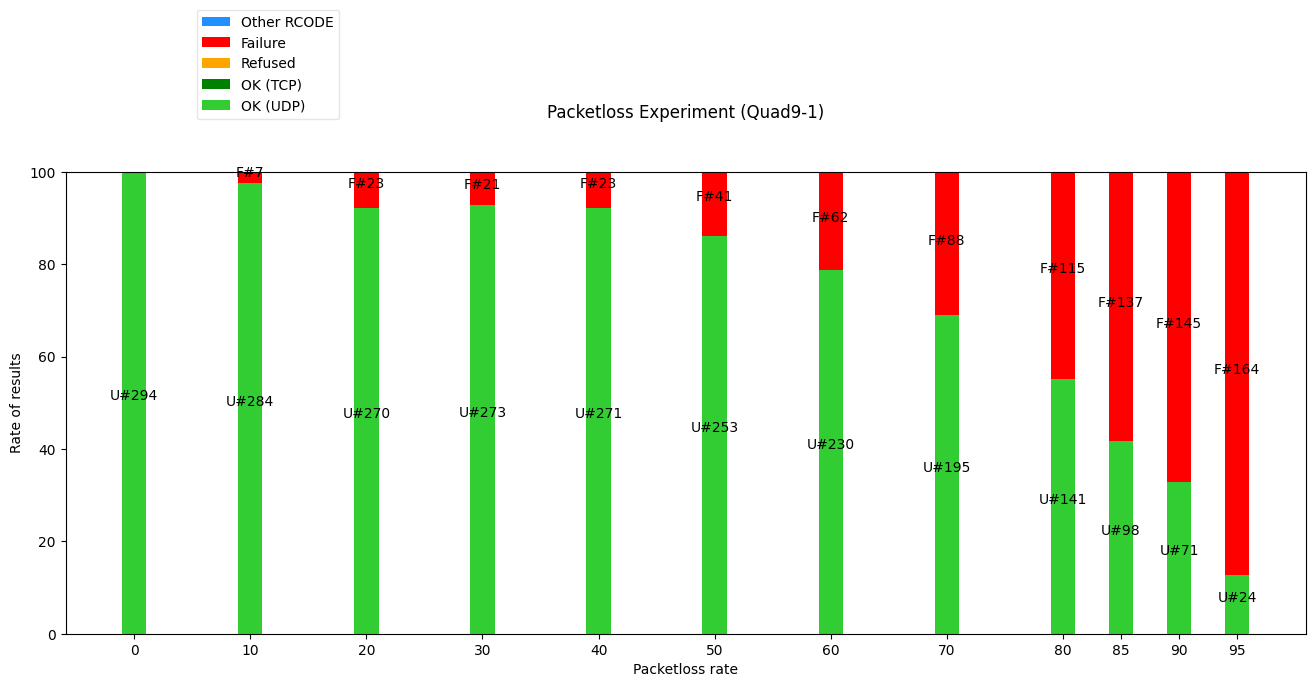 Other RCODE
Failure
Refused
OK (TCP)
OK (UDP)
Packetloss Experiment (Quad9-1)
Rate of results
100
80
60
40
20
0
F#7
F#23
F#21
F#23
F#41
F#62
F#88
F#115
F#137
F#145
F#164
U#294
U#284
U#270
U#273
U#271
U#253
U#230
U#195
U#141
U#98
U#71
U#24
0 10 20 30 40 50 60 70 80 85 90 95
Packetloss rate